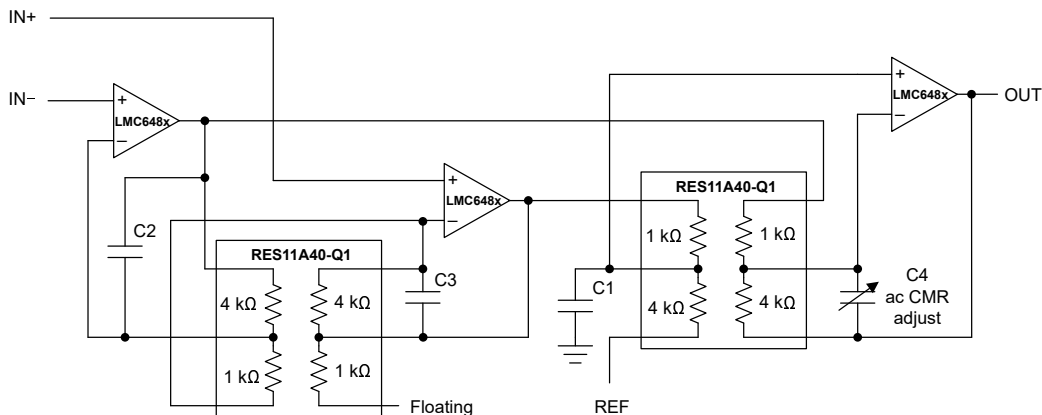 IN+
IN−
+
LMC648x
−
+
LMC648x
−
+
LMC648x
−
OUT
C2
RES11A40-Q1
4 kΩ
4 kΩ
1 kΩ
1 kΩ
C3
Floating
C1
RES11A40-Q1
1 kΩ
1 kΩ
4 kΩ
4 kΩ
REF
C4
ac CMR
adjust